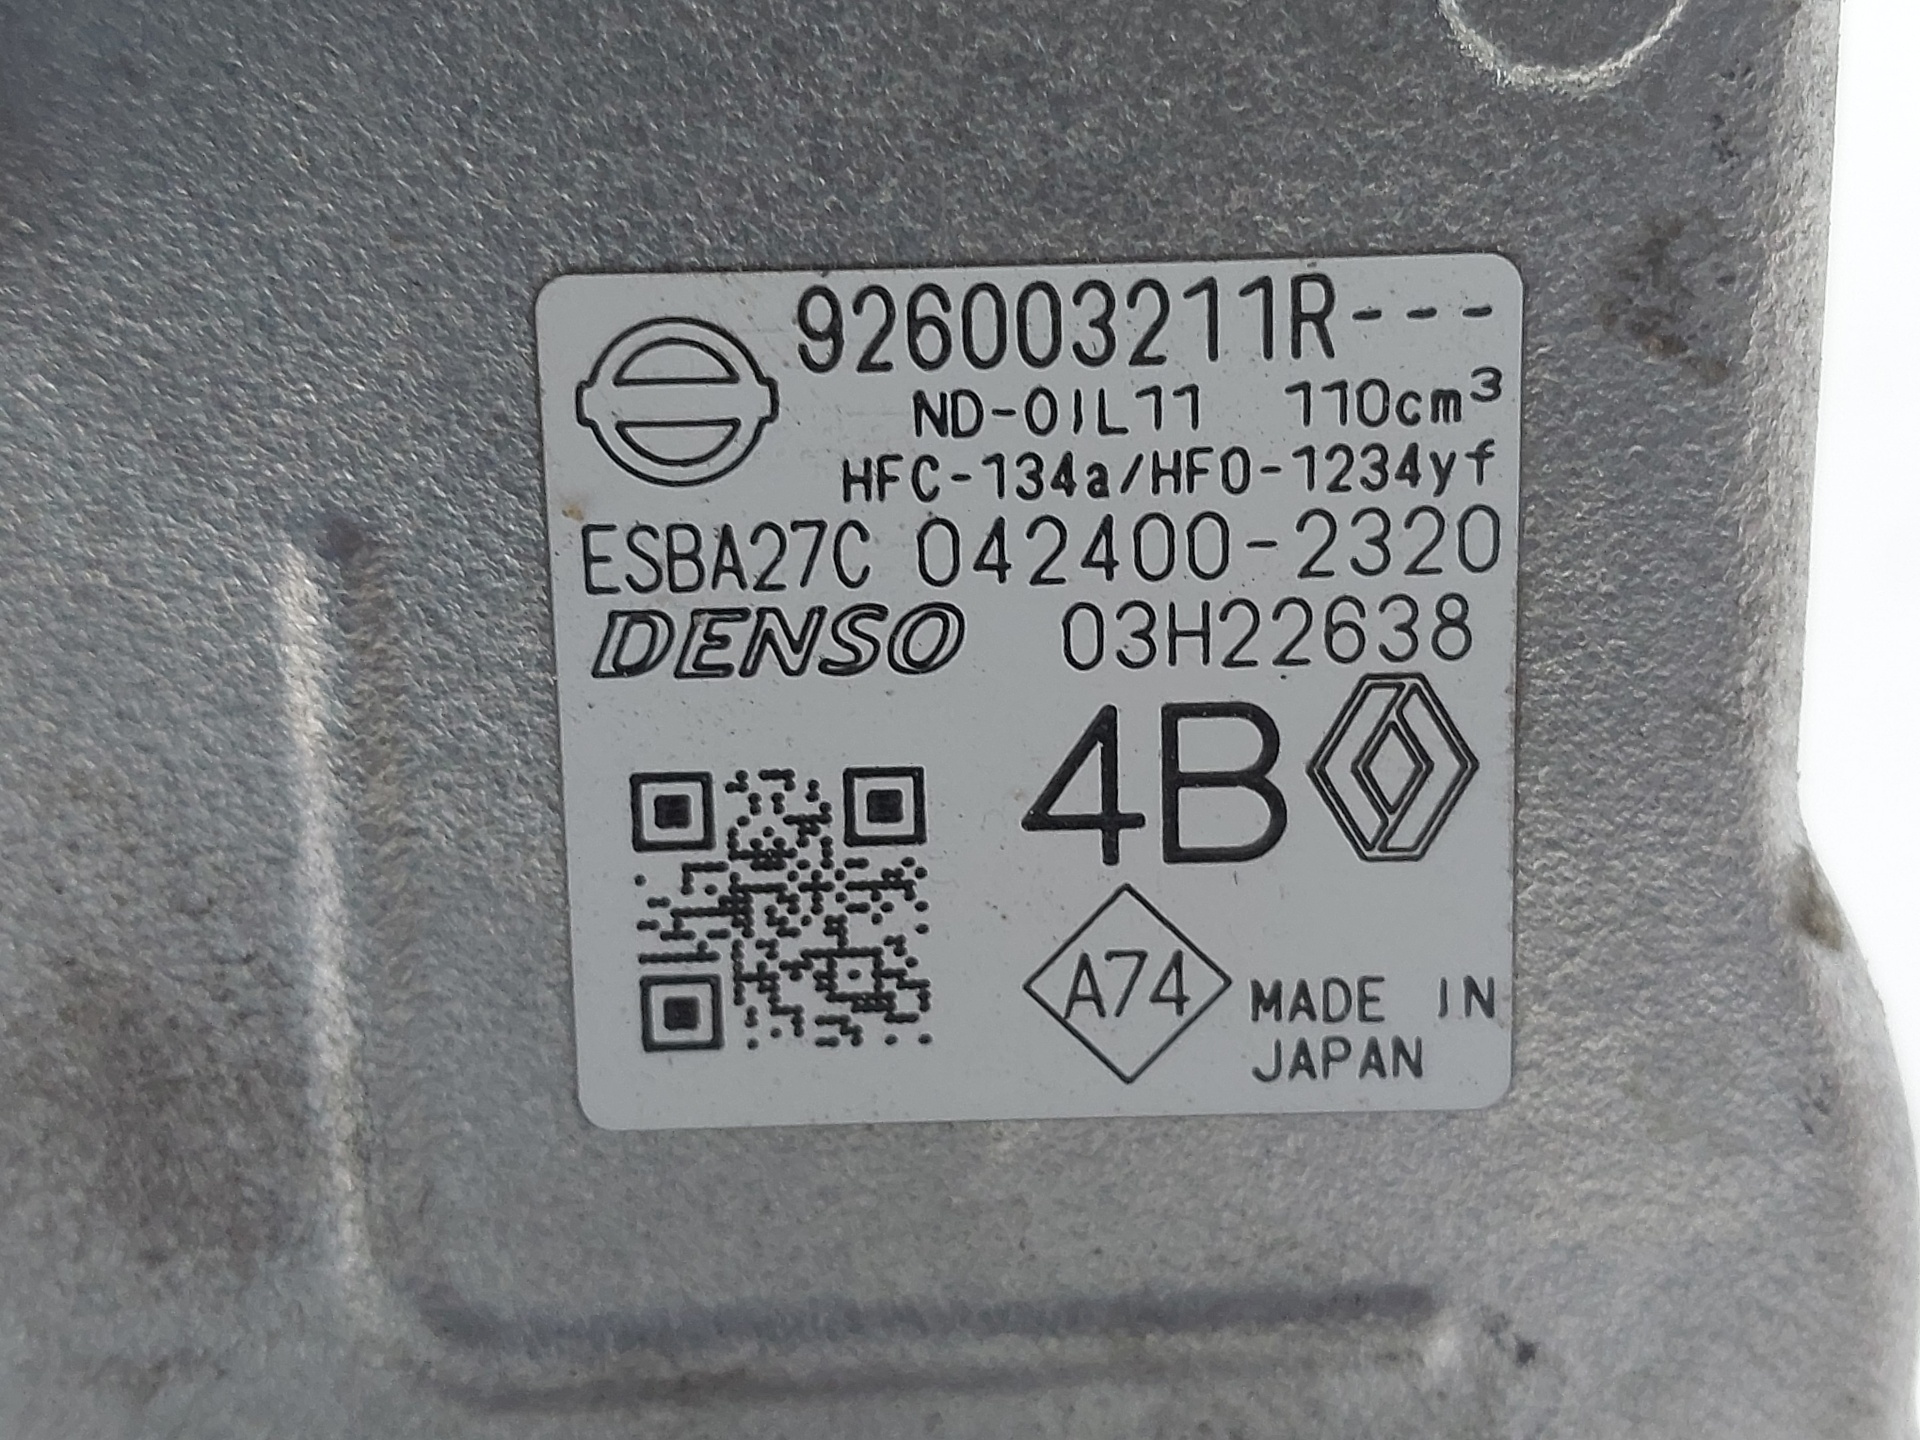 926003211R---
ND-OIL11 110cm³
HFC-134a/HFO-1234yf
ESBA27C 042400-2320
DENSO 03H22638
4B
A74
MADE IN
JAPAN